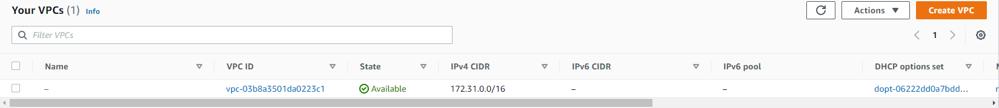 Your VPCs (1) Info
Actions Create VPC
Filter VPCs
1
Name VPC ID State IPv4 CIDR IPv6 CIDR IPv6 pool DHCP options set
– vpc-03b8a3501da0223c1 Available 172.31.0.0/16 – – dopt-06222dd0a7bdd...